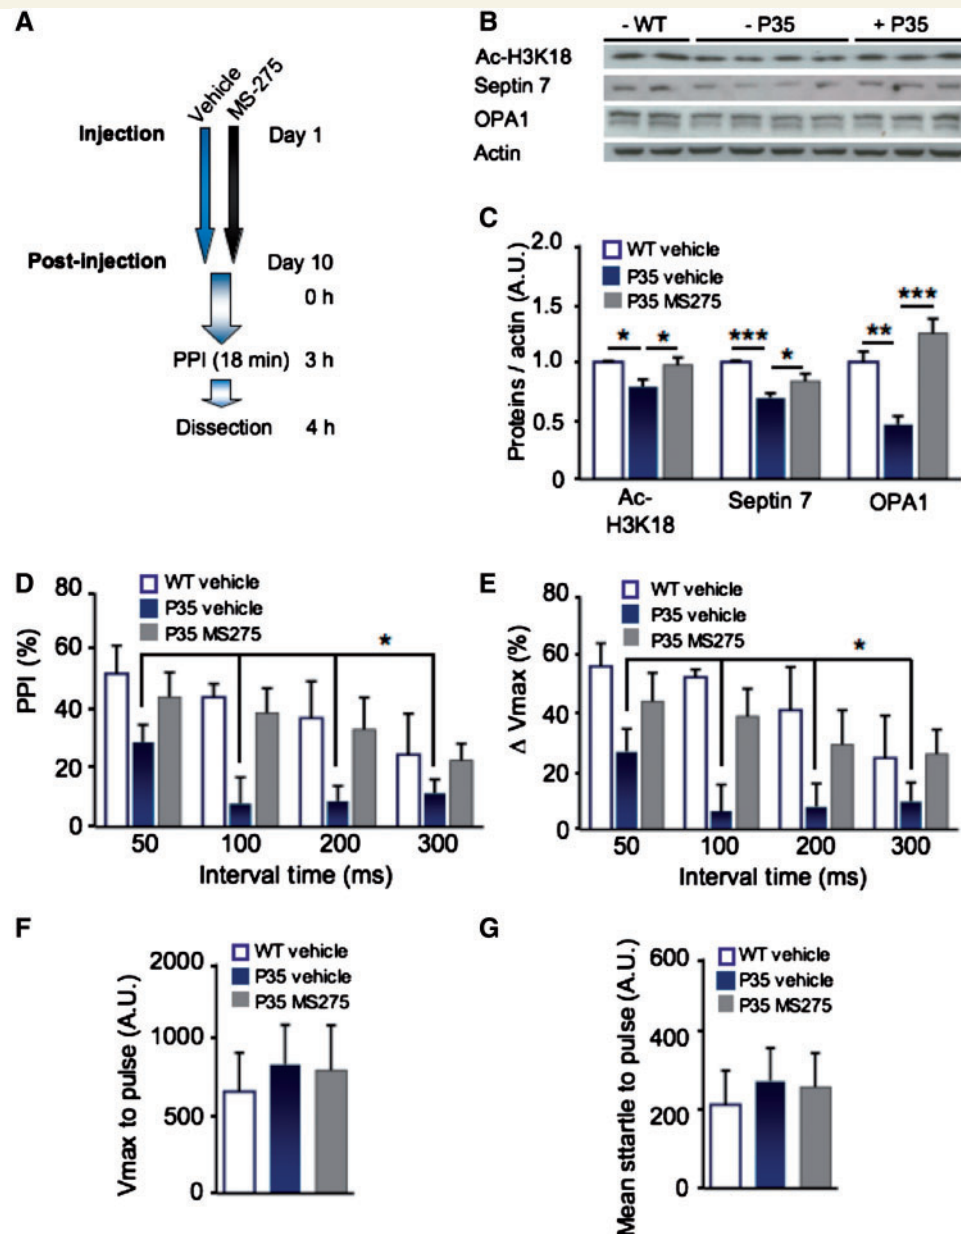 A
Vehicle
MS-275
Injection
Day 1
Post-injection
Day 10
0 h
PPI (18 min)
3 h
Dissection
4 h
B
- WT
- P35
+ P35
Ac-H3K18
Septin 7
OPA1
Actin
C
Proteins / actin (A.U.)
2.0
1.5
1.0
0.5
0
WT vehicle
P35 vehicle
P35 MS275
*
*
***
*
**
***
Ac-
H3K18
Septin 7
OPA1
D
PPI (%)
80
60
40
20
0
WT vehicle
P35 vehicle
P35 MS275
*
50
100
200
300
Interval time (ms)
E
Δ Vmax (%)
80
60
40
20
0
WT vehicle
P35 vehicle
P35 MS275
*
50
100
200
300
Interval time (ms)
F
Vmax to pulse (A.U.)
2000
1000
500
0
WT vehicle
P35 vehicle
P35 MS275
G
Mean sttartle to pulse (A.U.)
600
400
200
0
WT vehicle
P35 vehicle
P35 MS275